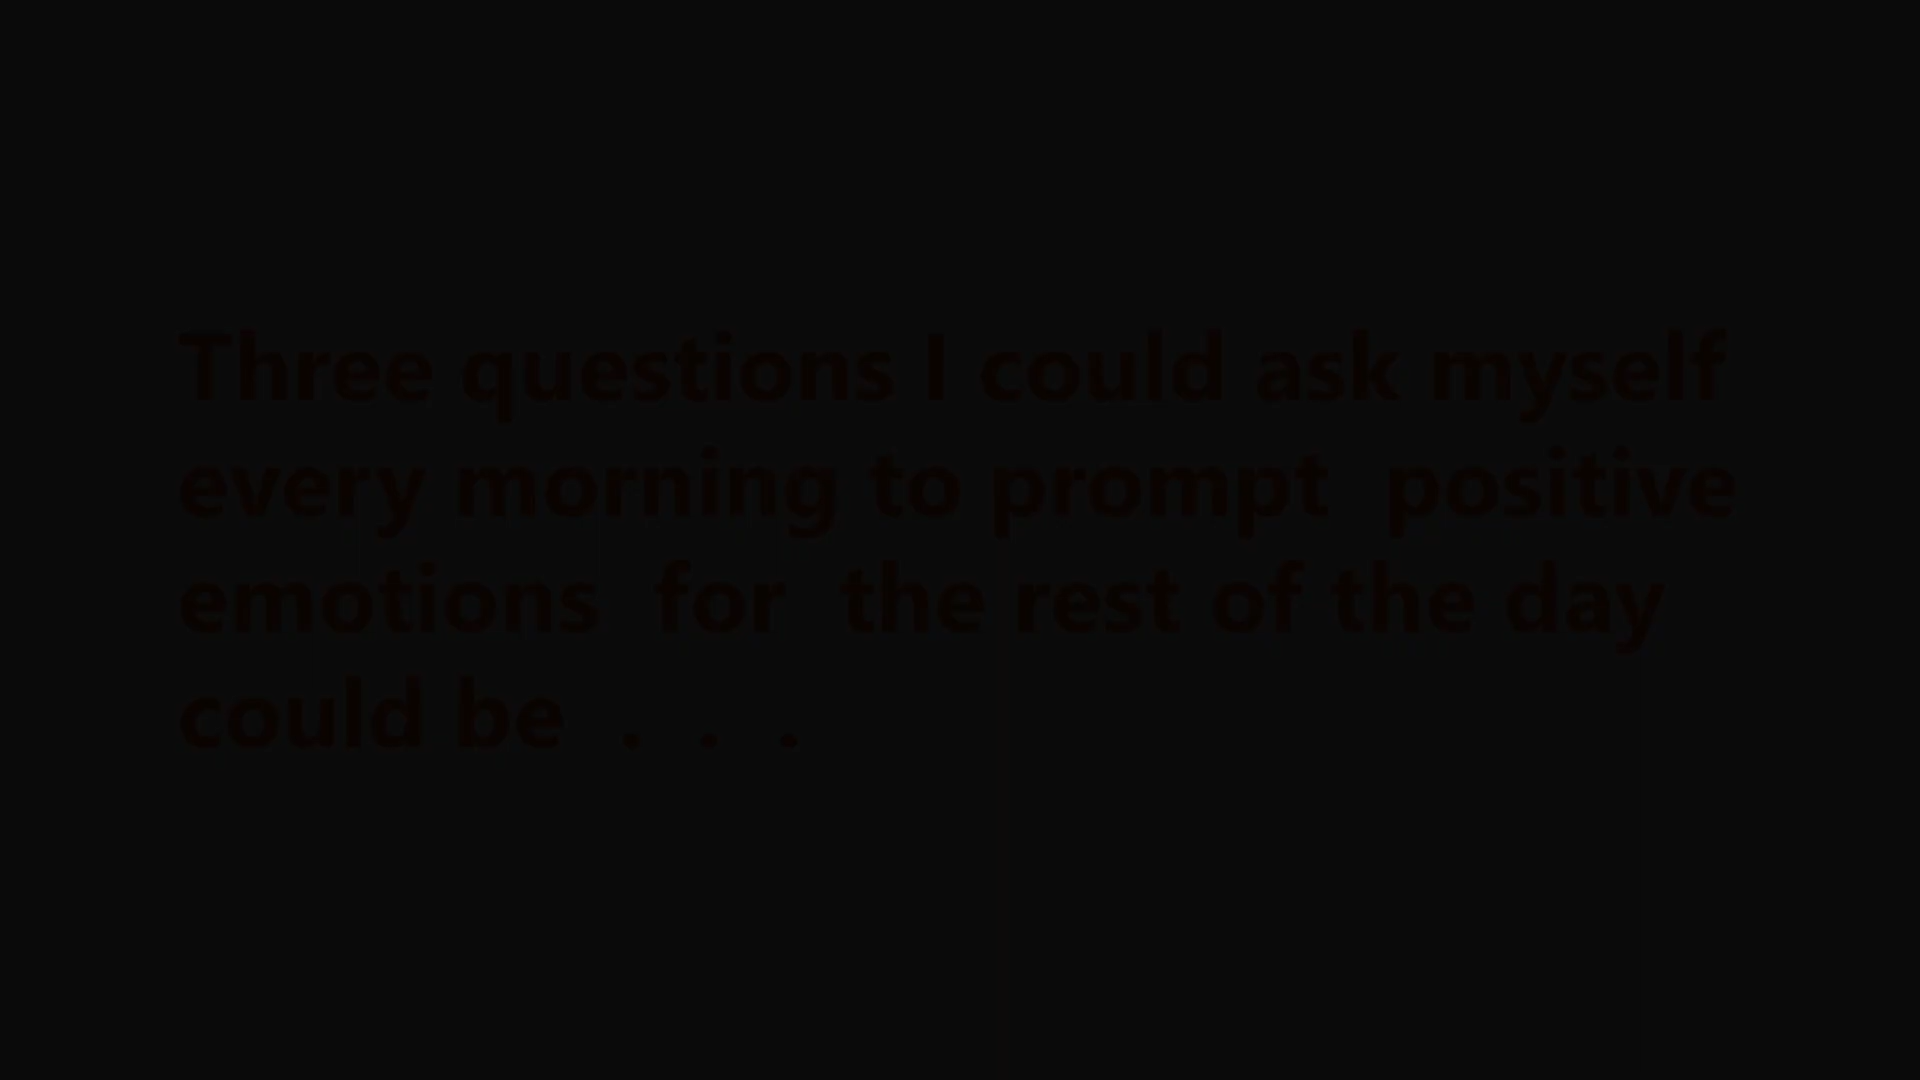 Three questions I could ask myself
every morning to prompt  positive
emotions  for  the rest of the day
could be  .  .  .